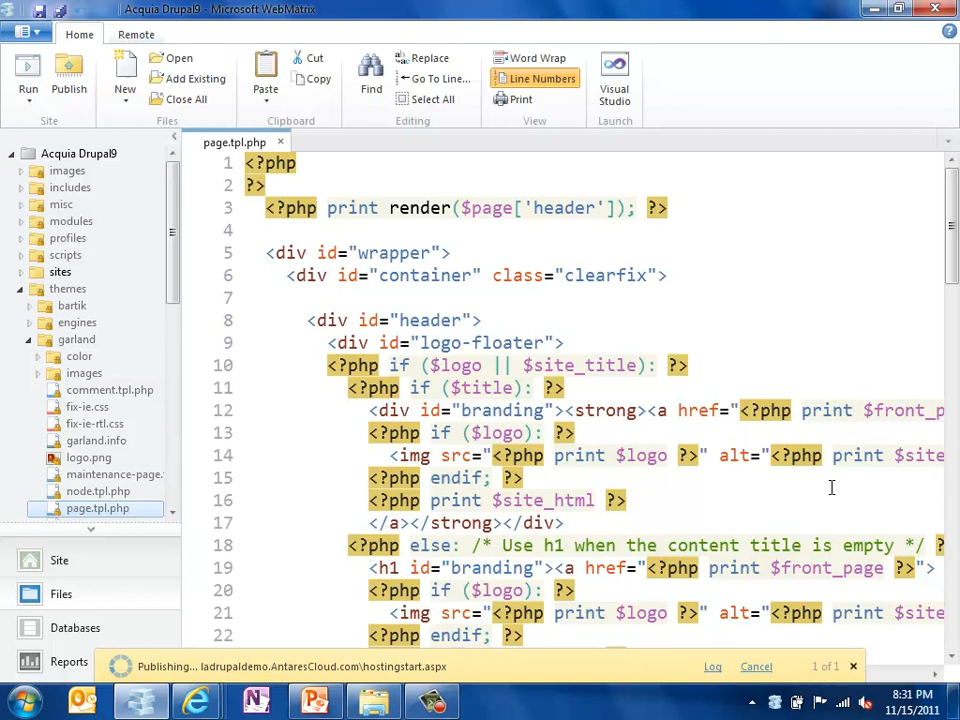 Acquia Drupal9 - Microsoft WebMatrix
Home Remote
Run
Publish
Site
New
Open
Add Existing
Close All
Files
Paste
Cut
Copy
Clipboard
Find
Replace
Go To Line...
Select All
Editing
Word Wrap
Line Numbers
Print
View
Visual
Studio
Launch
Acquia Drupal9
images
includes
misc
modules
profiles
scripts
sites
themes
bartik
engines
garland
color
images
comment.tpl.php
fix-ie.css
fix-ie-rtl.css
garland.info
logo.png
maintenance-page.
node.tpl.php
page.tpl.php
Site
Files
Databases
Reports
page.tpl.php
1 <?php
2 ?>
3 <?php print render($page['header']); ?>
4
5 <div id="wrapper">
6 <div id="container" class="clearfix">
7
8 <div id="header">
9 <div id="logo-floater">
10 <?php if ($logo || $site_title): ?>
11 <?php if ($title): ?>
12 <div id="branding"><strong><a href="<?php print $front_p
13 <?php if ($logo): ?>
14 <img src="<?php print $logo ?>" alt="<?php print $site
15 <?php endif; ?>
16 <?php print $site_html ?>
17 </a></strong></div>
18 <?php else: /* Use h1 when the content title is empty */ ?
19 <h1 id="branding"><a href="<?php print $front_page ?>">
20 <?php if ($logo): ?>
21 <img src="<?php print $logo ?>" alt="<?php print $site
22 <?php endif; ?>
Publishing... ladrupaldemo.AntaresCloud.com\hostingstart.aspx Log Cancel 1 of 1
8:31 PM
11/15/2011